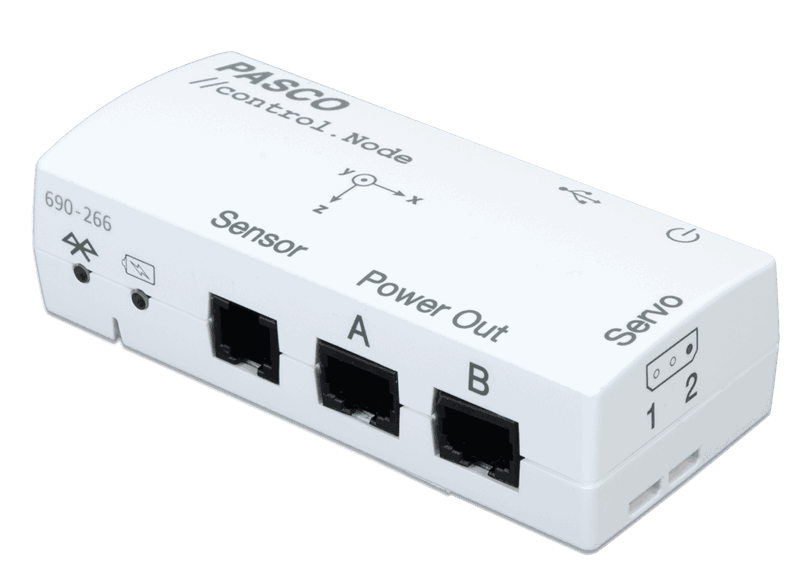 PASCO
//control.Node
y
x
z
690-266
Sensor
Power Out
A
B
Servo
1 2